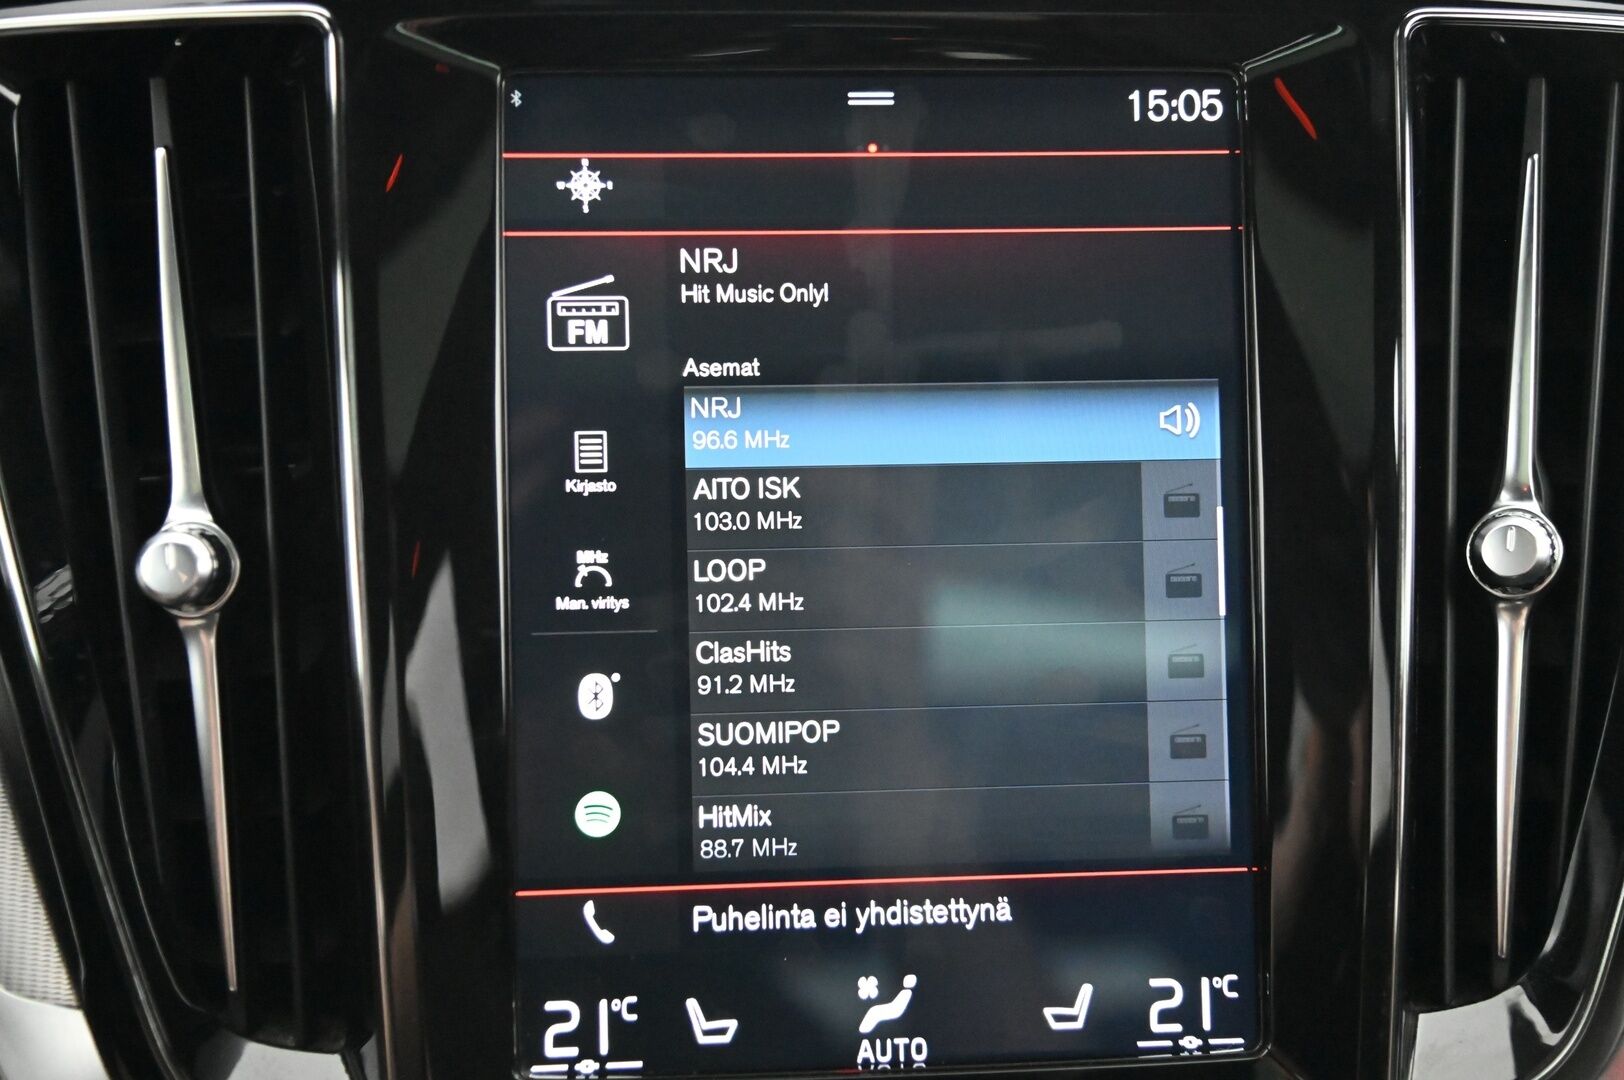 15:05
NRJ
Hit Music Only!
FM
Asemat
NRJ
96.6 MHz
Kirjasto
AITO ISK
103.0 MHz
MHz
Man. viritys
LOOP
102.4 MHz
ClasHits
91.2 MHz
SUOMIPOP
104.4 MHz
HitMix
88.7 MHz
Puhelinta ei yhdistettynä
21°C
AUTO
21°C